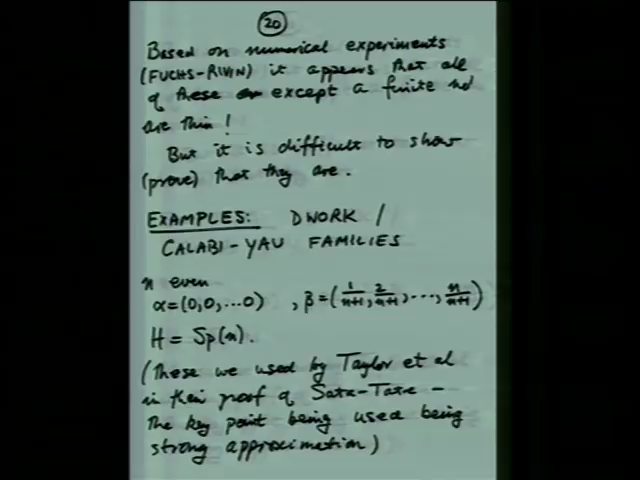 20
Based on numerical experiments
(FUCHS-RIVIN) it appears that all
of these except a finite no
are thin!
But it is difficult to show
(prove) that they are.
EXAMPLES: DWORK /
CALABI-YAU FAMILIES
n even
α=(0,0,...0) , β=(1/n+1, 2/n+1, ..., n/n+1)
H = Sp(n).
(These we used by Taylor et al
in their proof of Sato-Tate –
the key point being used being
strong approximation)